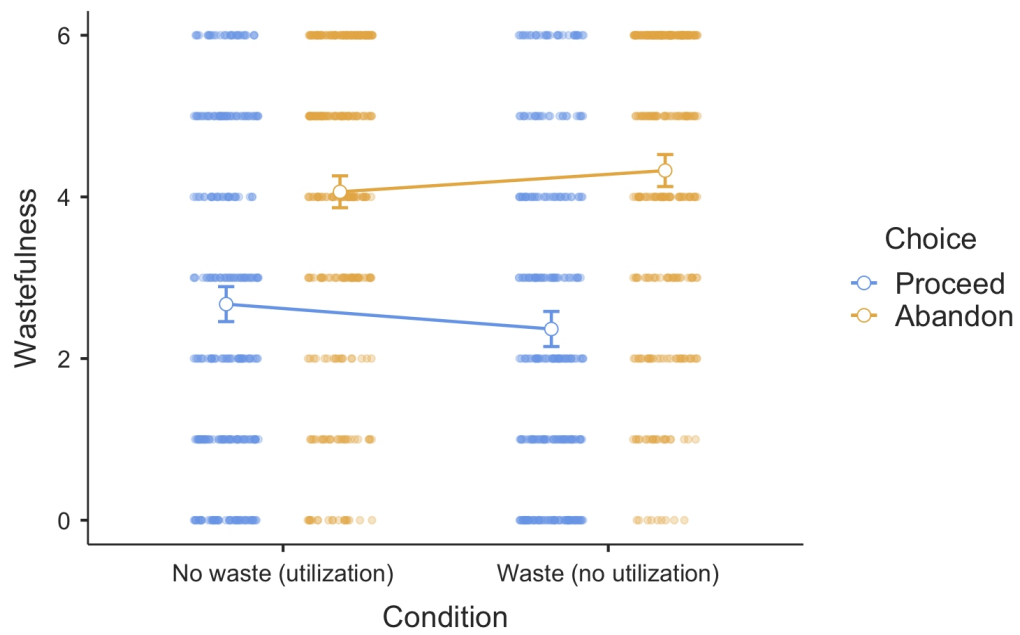 6
4
2
0
Wastefulness
No waste (utilization)
Waste (no utilization)
Condition
Choice
Proceed
Abandon